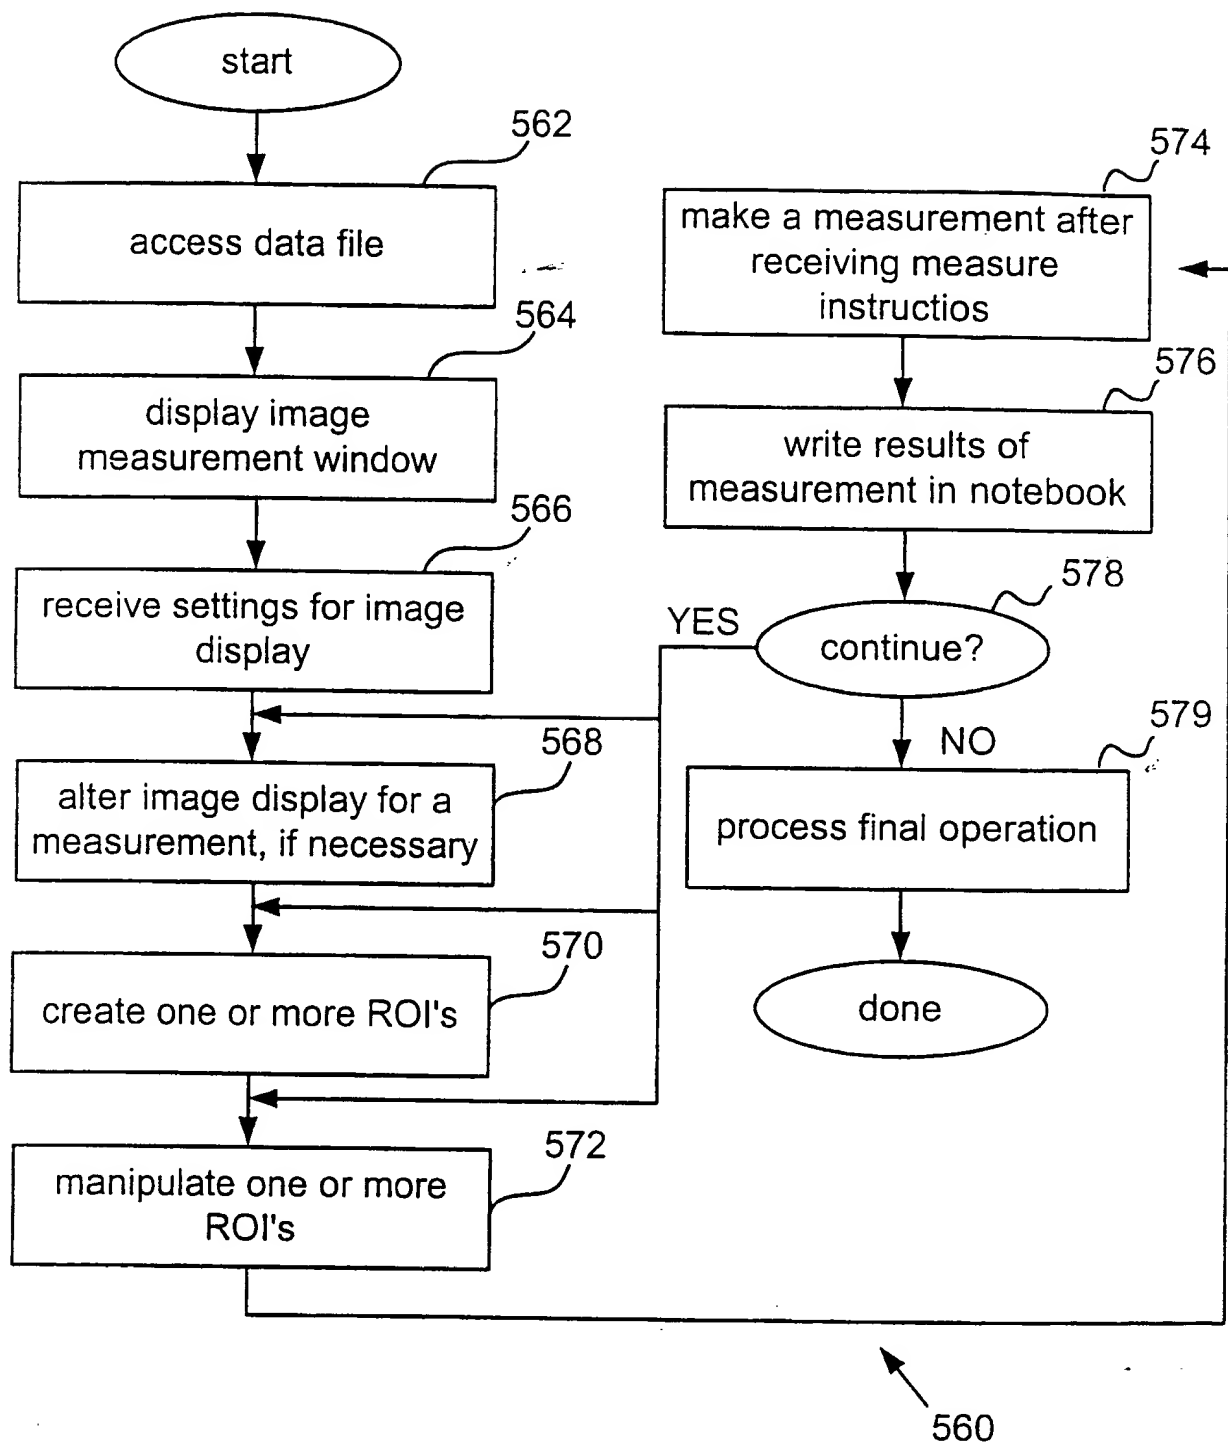 start
562
access data file
564
display image
measurement window
566
receive settings for image
display
568
alter image display for a
measurement, if necessary
570
create one or more ROI's
572
manipulate one or more
ROI's
574
make a measurement after
receiving measure
instructios
576
write results of
measurement in notebook
578
YES
continue?
NO
579
process final operation
done
560